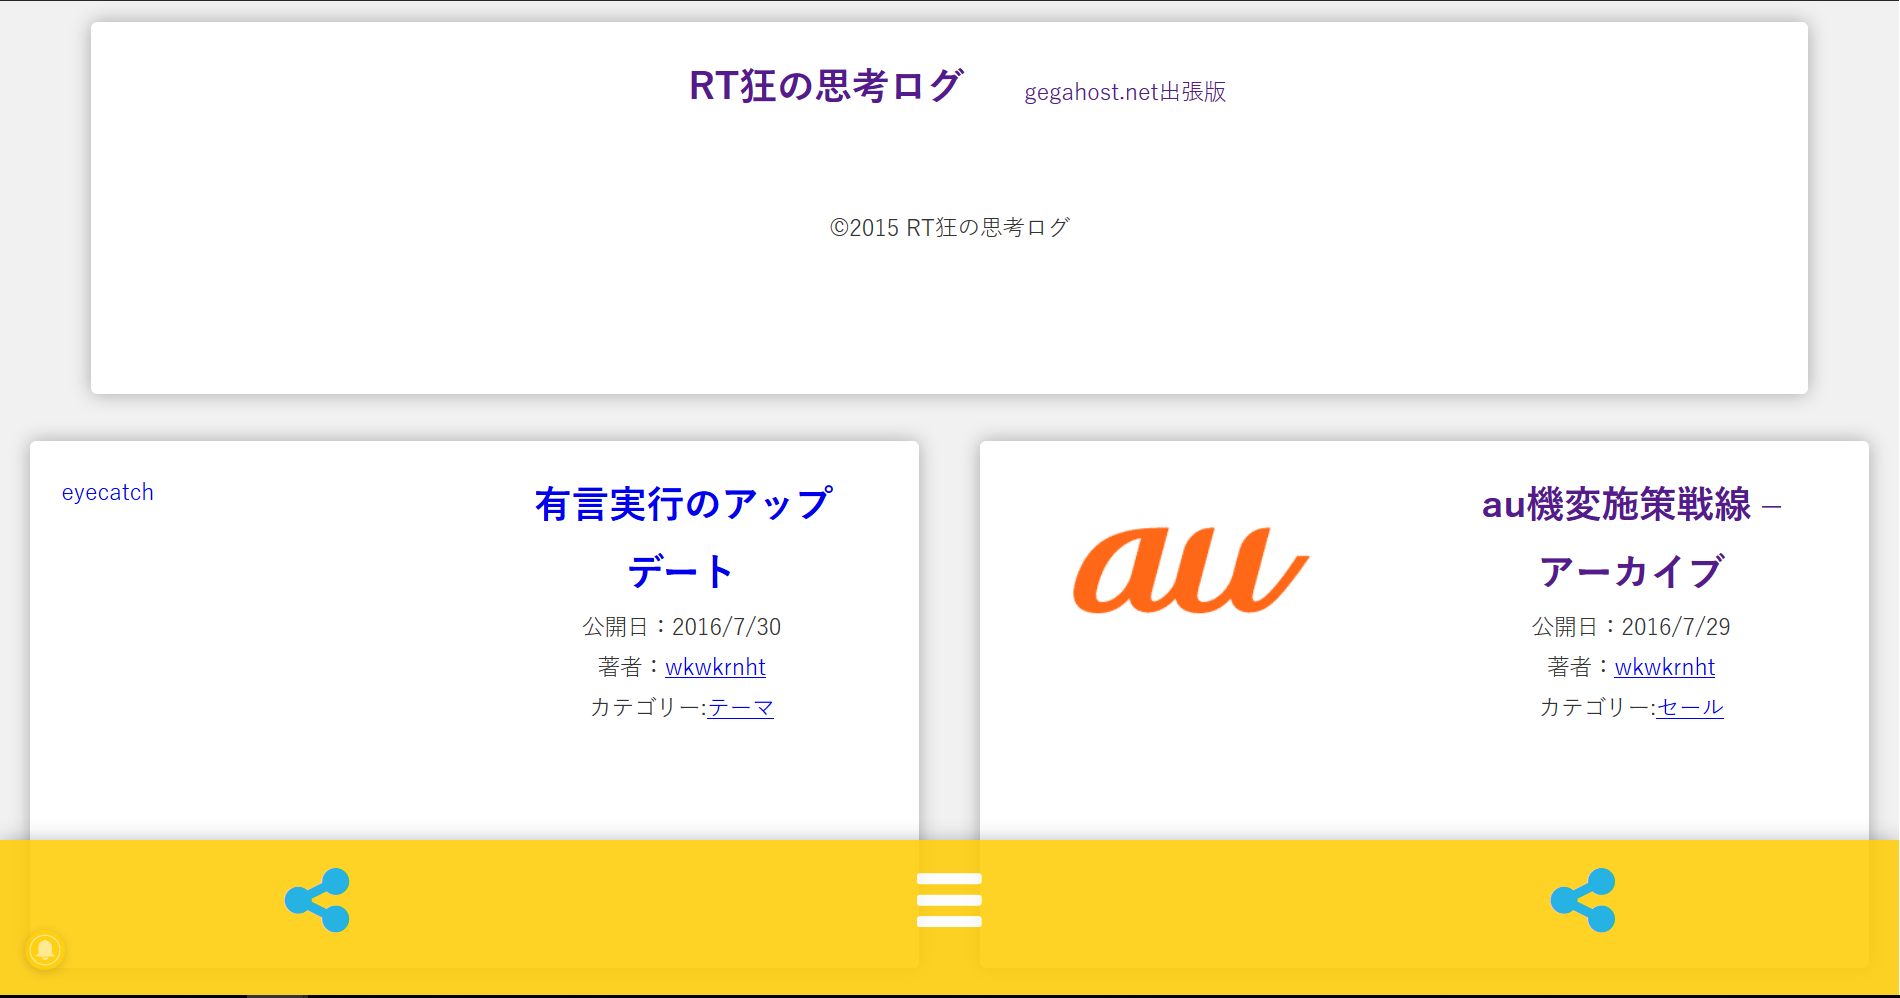 RT狂の思考ログ gegahost.net出張版
©2015 RT狂の思考ログ
eyecatch
有言実行のアップ
デート
公開日：2016/7/30
著者：wkwkrnht
カテゴリー:テーマ
au
au機変施策戦線 –
アーカイブ
公開日：2016/7/29
著者：wkwkrnht
カテゴリー:セール